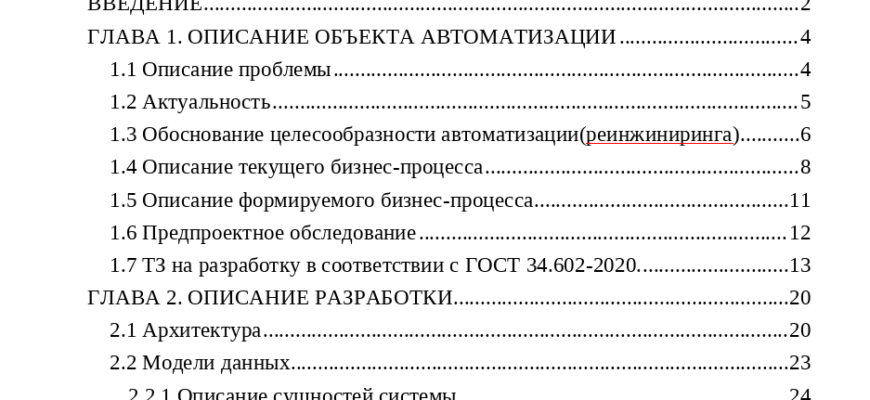 ВВЕДЕНИЕ....................2
ГЛАВА 1. ОПИСАНИЕ ОБЪЕКТА АВТОМАТИЗАЦИИ....................4
1.1 Описание проблемы....................4
1.2 Актуальность....................5
1.3 Обоснование целесообразности автоматизации(реинжиниринга)..........6
1.4 Описание текущего бизнес-процесса....................8
1.5 Описание формируемого бизнес-процесса....................11
1.6 Предпроектное обследование....................12
1.7 ТЗ на разработку в соответствии с ГОСТ 34.602-2020....................13
ГЛАВА 2. ОПИСАНИЕ РАЗРАБОТКИ....................20
2.1 Архитектура....................20
2.2 Модели данных....................23
2.2.1 Описание сущностей системы....................24